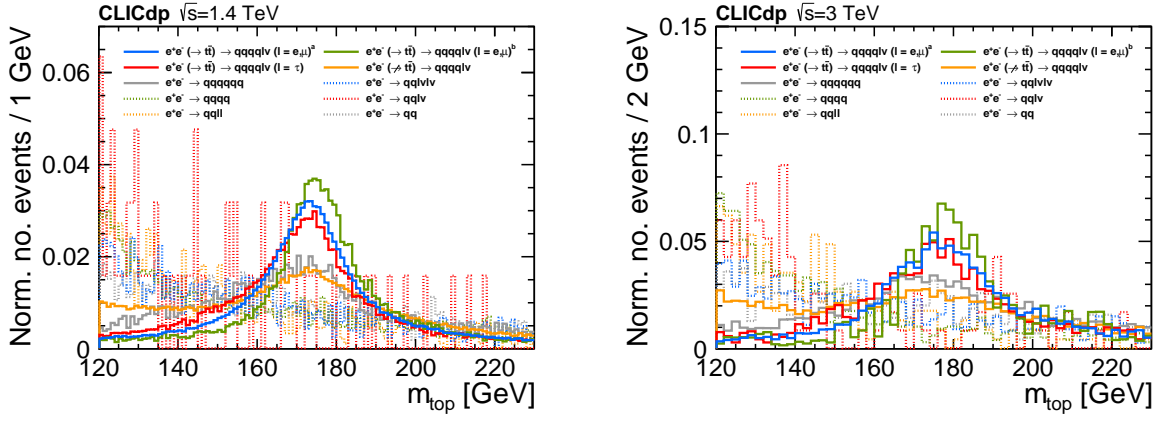 CLICdp √s=1.4 TeV
Norm. no. events / 1 GeV
e⁺e⁻ (→ tt̄) → qqqqlν (l = e,μ)ᵃ
e⁺e⁻ (→ tt̄) → qqqqlν (l = τ)
e⁺e⁻ → qqqqqq
e⁺e⁻ → qqqq
e⁺e⁻ → qqll
e⁺e⁻ (→ tt̄) → qqqqlν (l = e,μ)ᵇ
e⁺e⁻ (↛ tt̄) → qqqqlν
e⁺e⁻ → qqlνlν
e⁺e⁻ → qqlν
e⁺e⁻ → qq
0.06
0.04
0.02
0
120 140 160 180 200 220
m_top [GeV]
CLICdp √s=3 TeV
Norm. no. events / 2 GeV
e⁺e⁻ (→ tt̄) → qqqqlν (l = e,μ)ᵃ
e⁺e⁻ (→ tt̄) → qqqqlν (l = τ)
e⁺e⁻ → qqqqqq
e⁺e⁻ → qqqq
e⁺e⁻ → qqll
e⁺e⁻ (→ tt̄) → qqqqlν (l = e,μ)ᵇ
e⁺e⁻ (↛ tt̄) → qqqqlν
e⁺e⁻ → qqlνlν
e⁺e⁻ → qqlν
e⁺e⁻ → qq
0.15
0.1
0.05
0
120 140 160 180 200 220
m_top [GeV]